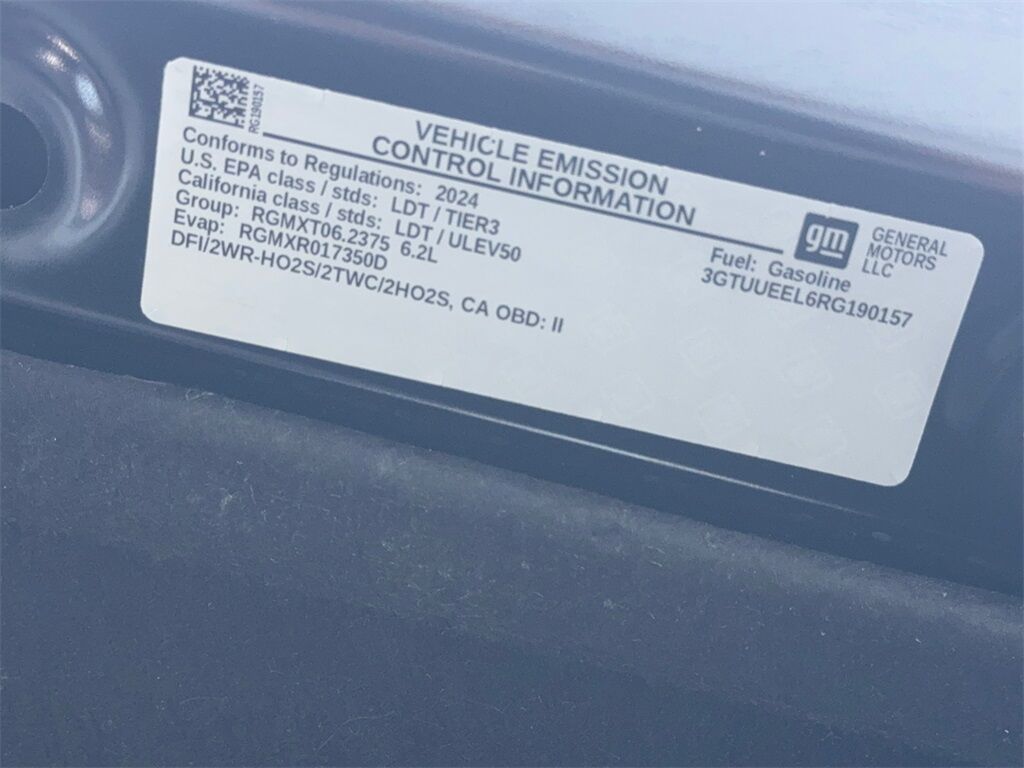 RG190157
VEHICLE EMISSION
CONTROL INFORMATION
Conforms to Regulations: 2024
U.S. EPA class / stds: LDT / TIER3
California class / stds: LDT / ULEV50
Group: RGMXT06.2375 6.2L
Evap: RGMXR017350D
DFI/2WR-HO2S/2TWC/2HO2S, CA OBD: II
gm
GENERAL
MOTORS
LLC
Fuel: Gasoline
3GTUUEEL6RG190157